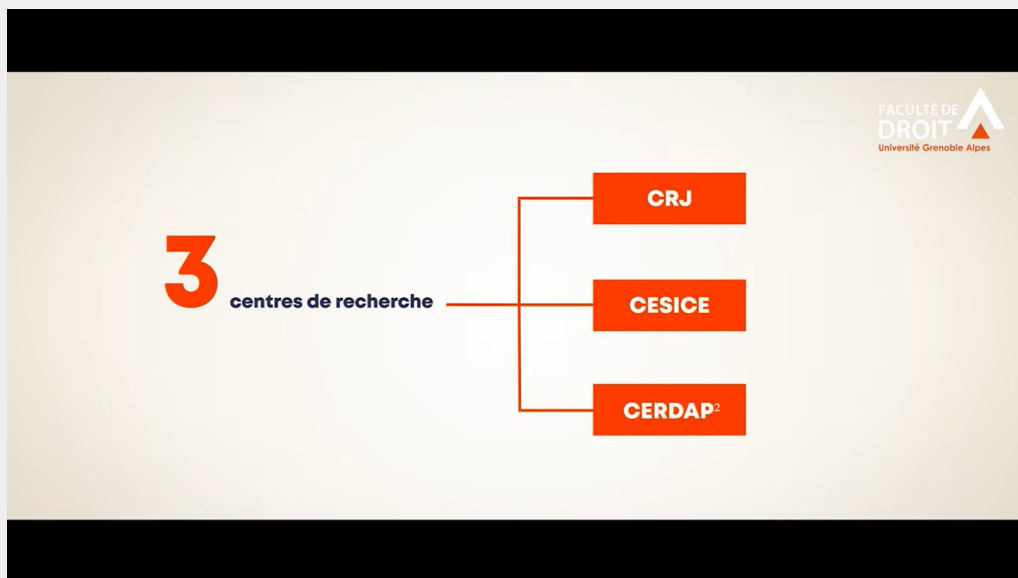 FACULTÉ DE
DROIT
Université Grenoble Alpes
3
centres de recherche
CRJ
CESICE
CERDAP²